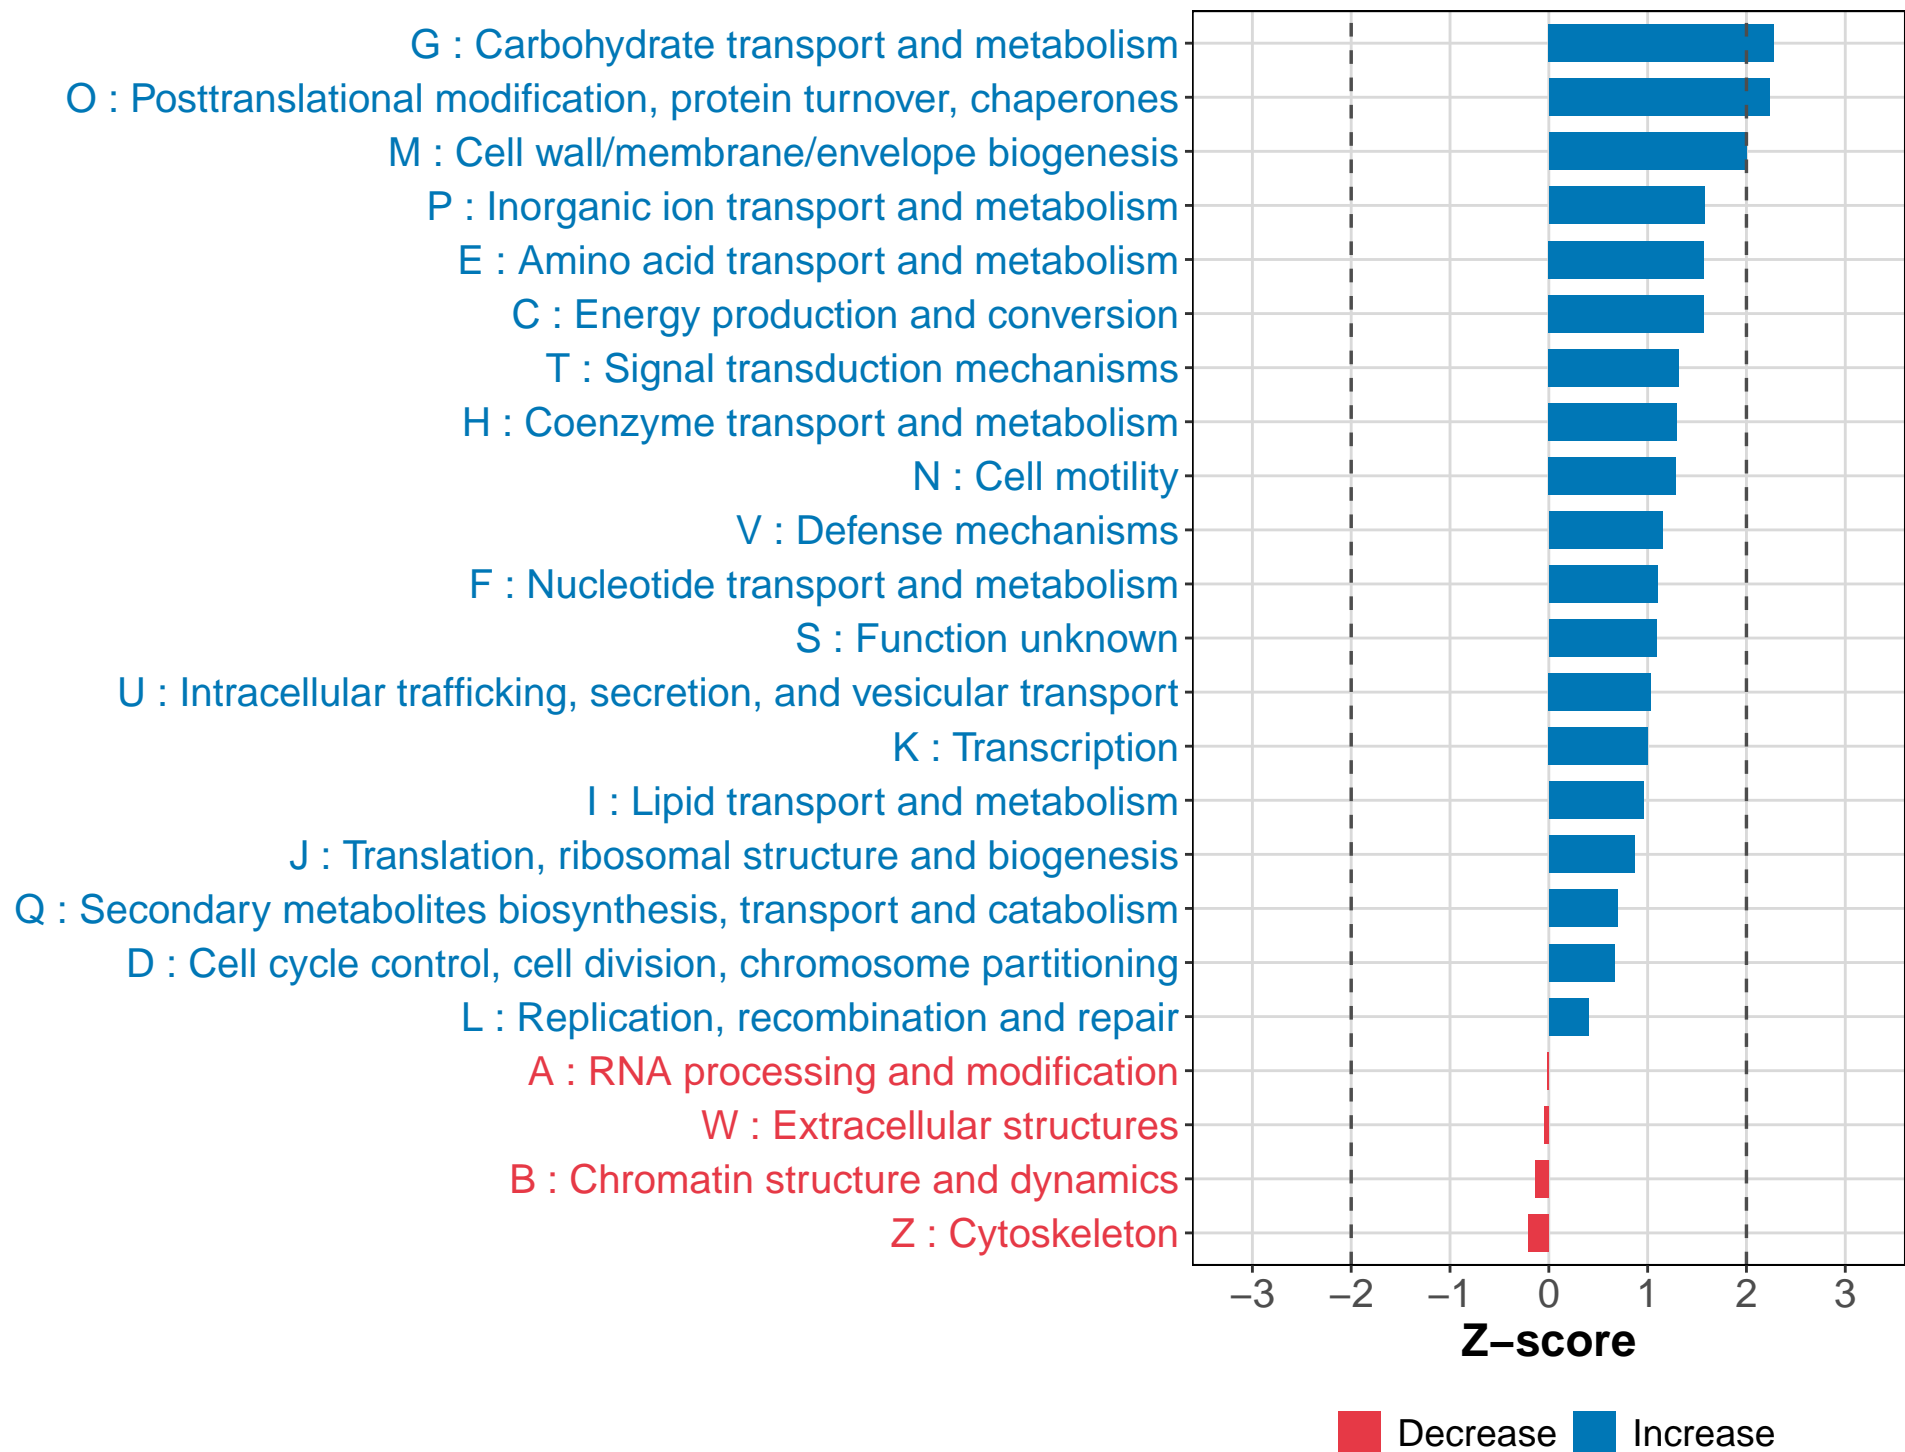 G : Carbohydrate transport and metabolism
O : Posttranslational modification, protein turnover, chaperones
M : Cell wall/membrane/envelope biogenesis
P : Inorganic ion transport and metabolism
E : Amino acid transport and metabolism
C : Energy production and conversion
T : Signal transduction mechanisms
H : Coenzyme transport and metabolism
N : Cell motility
V : Defense mechanisms
F : Nucleotide transport and metabolism
S : Function unknown
U : Intracellular trafficking, secretion, and vesicular transport
K : Transcription
I : Lipid transport and metabolism
J : Translation, ribosomal structure and biogenesis
Q : Secondary metabolites biosynthesis, transport and catabolism
D : Cell cycle control, cell division, chromosome partitioning
L : Replication, recombination and repair
A : RNA processing and modification
W : Extracellular structures
B : Chromatin structure and dynamics
Z : Cytoskeleton
−3 −2 −1 0 1 2 3
Z−score
Decrease Increase